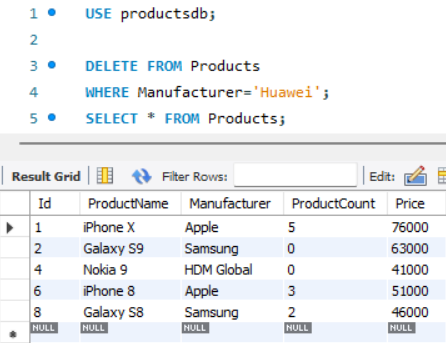 1 USE productsdb;
2
3 DELETE FROM Products
4 WHERE Manufacturer='Huawei';
5 SELECT * FROM Products;
Result Grid Filter Rows: Edit:
Id ProductName Manufacturer ProductCount Price
1 iPhone X Apple 5 76000
2 Galaxy S9 Samsung 0 63000
4 Nokia 9 HDM Global 0 41000
6 iPhone 8 Apple 3 51000
8 Galaxy S8 Samsung 2 46000
NULL NULL NULL NULL NULL